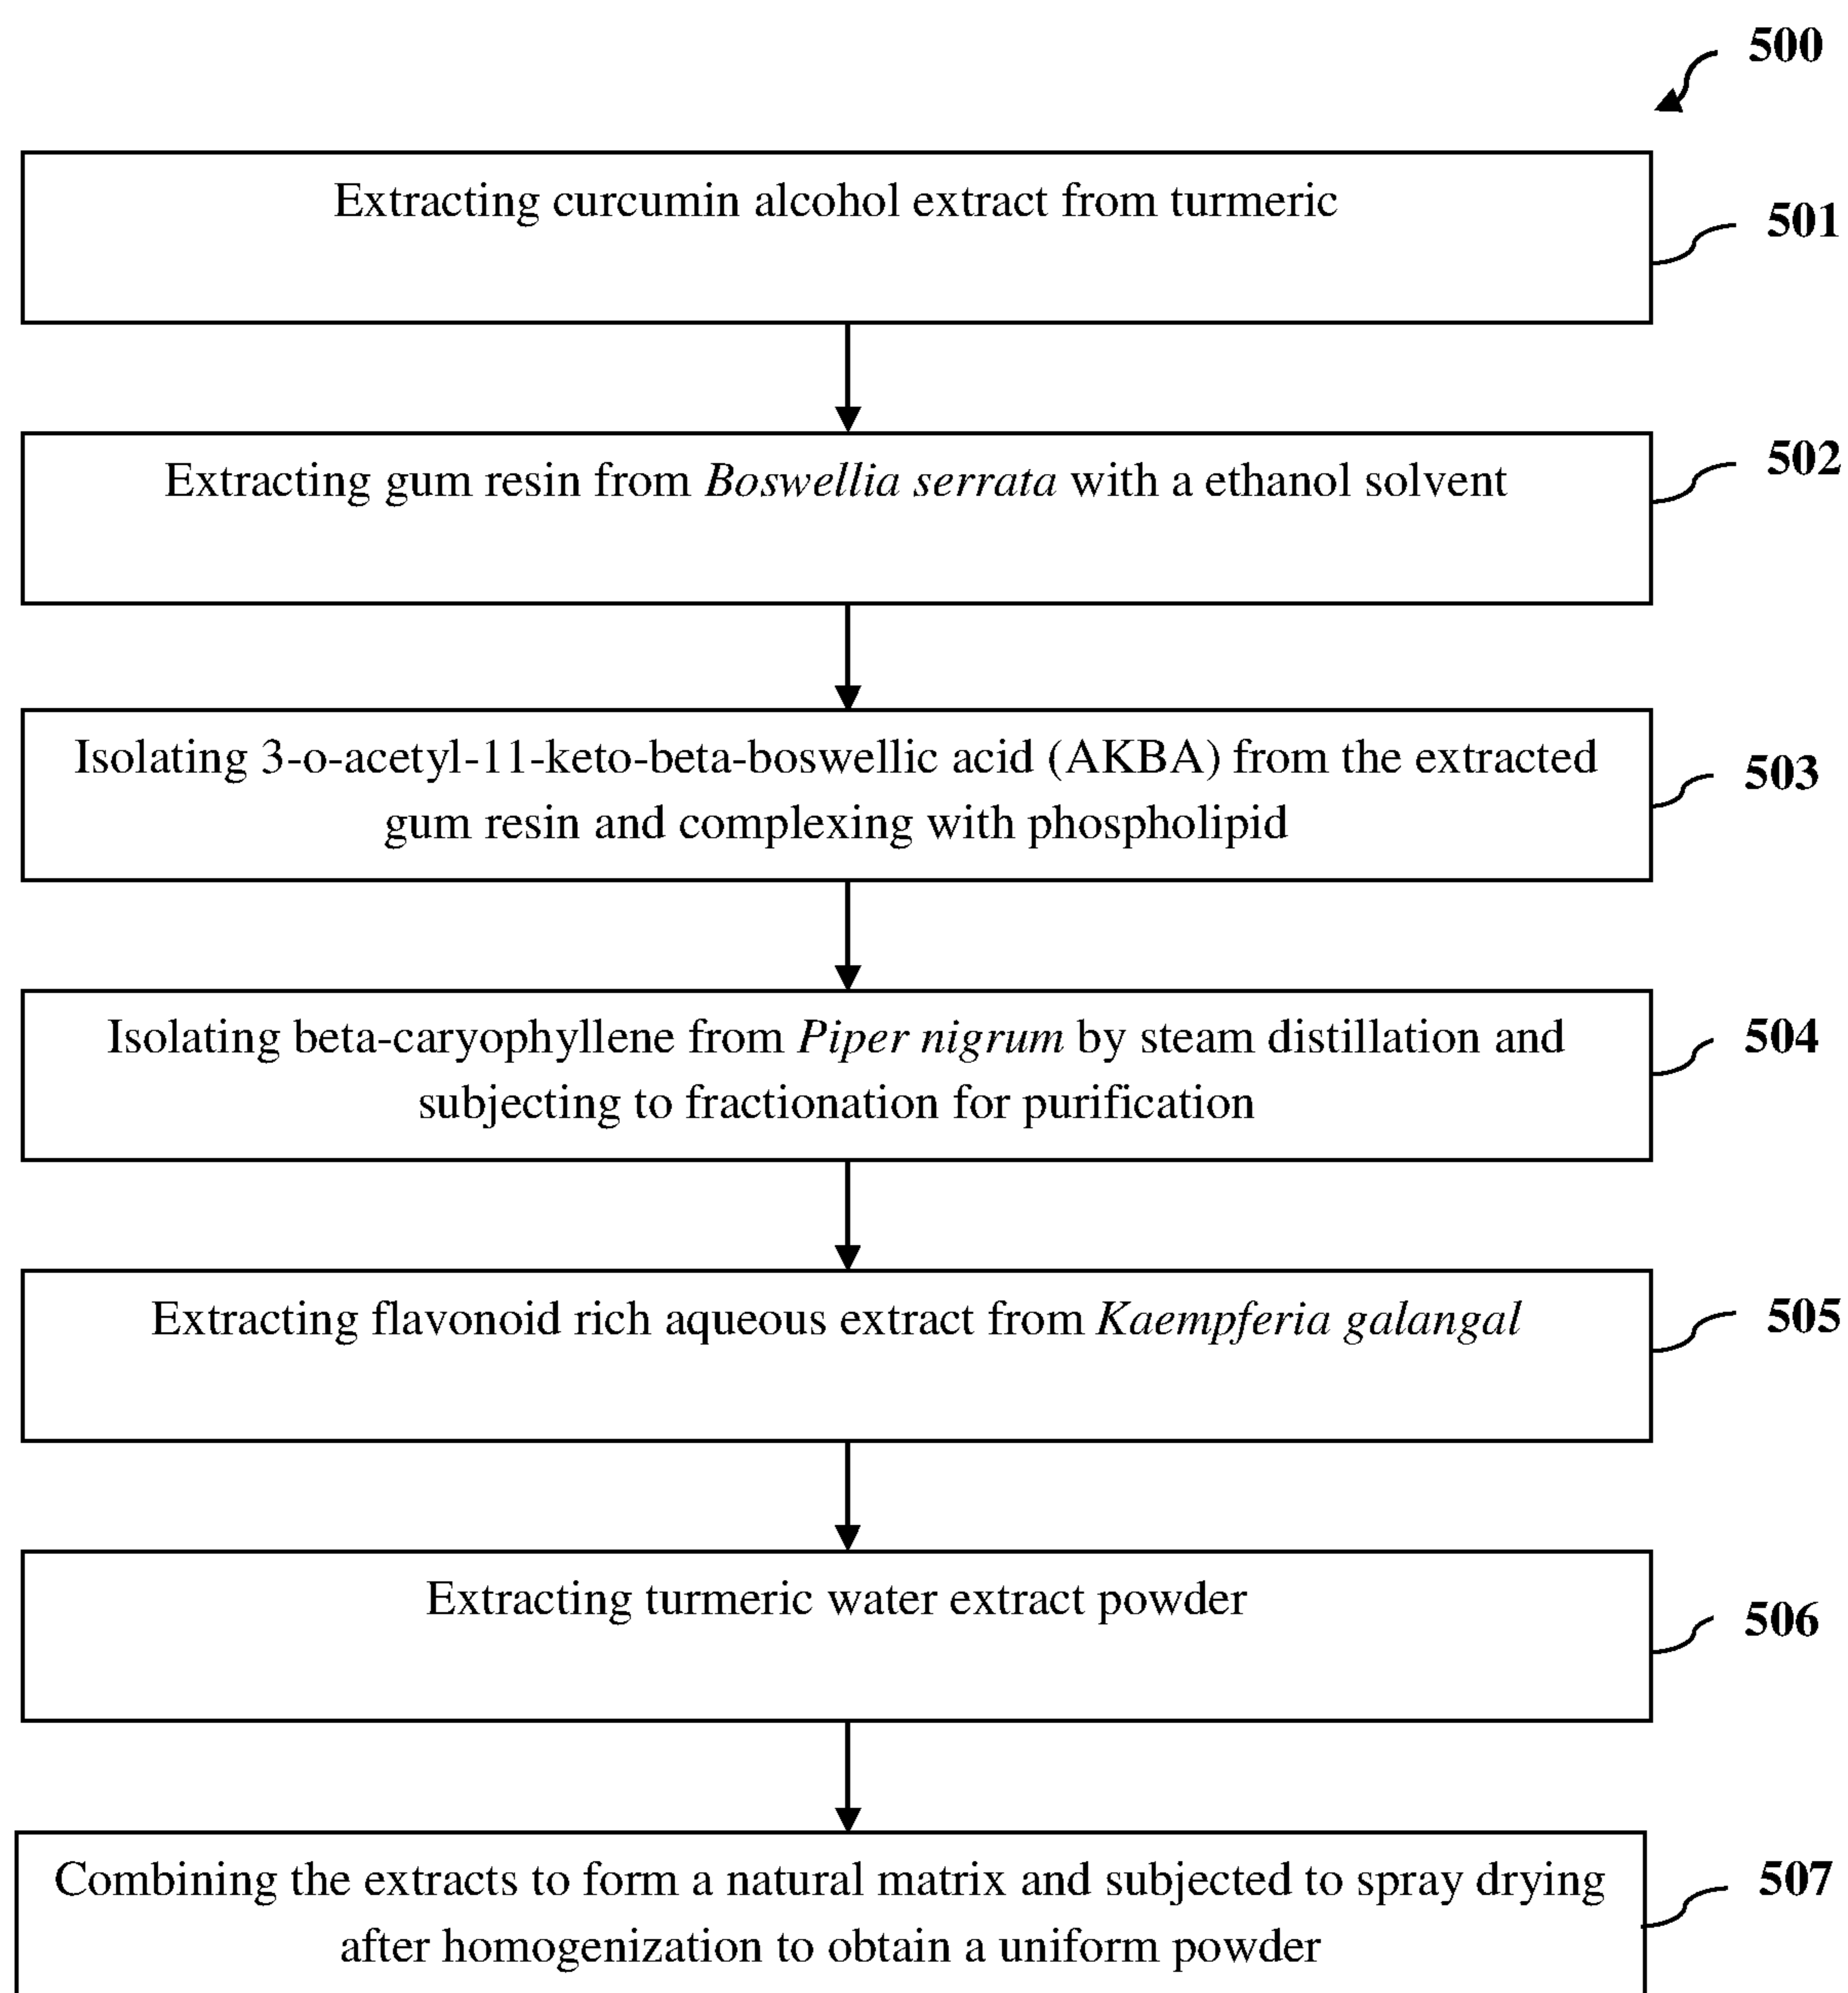 500
Extracting curcumin alcohol extract from turmeric
501
Extracting gum resin from Boswellia serrata with a ethanol solvent
502
Isolating 3-o-acetyl-11-keto-beta-boswellic acid (AKBA) from the extracted
gum resin and complexing with phospholipid
503
Isolating beta-caryophyllene from Piper nigrum by steam distillation and
subjecting to fractionation for purification
504
Extracting flavonoid rich aqueous extract from Kaempferia galangal
505
Extracting turmeric water extract powder
506
Combining the extracts to form a natural matrix and subjected to spray drying
after homogenization to obtain a uniform powder
507